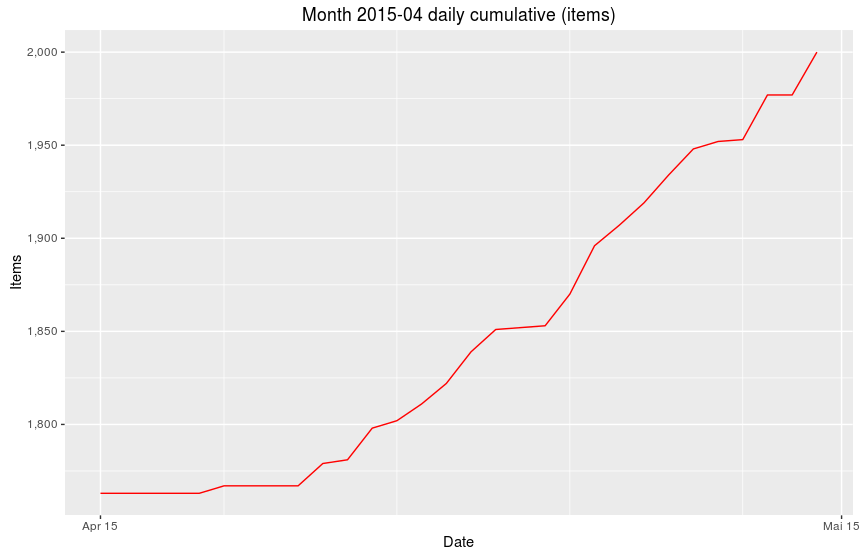 Month 2015-04 daily cumulative (items)
2,000
1,950
1,900
1,850
1,800
Items
Apr 15
Mai 15
Date